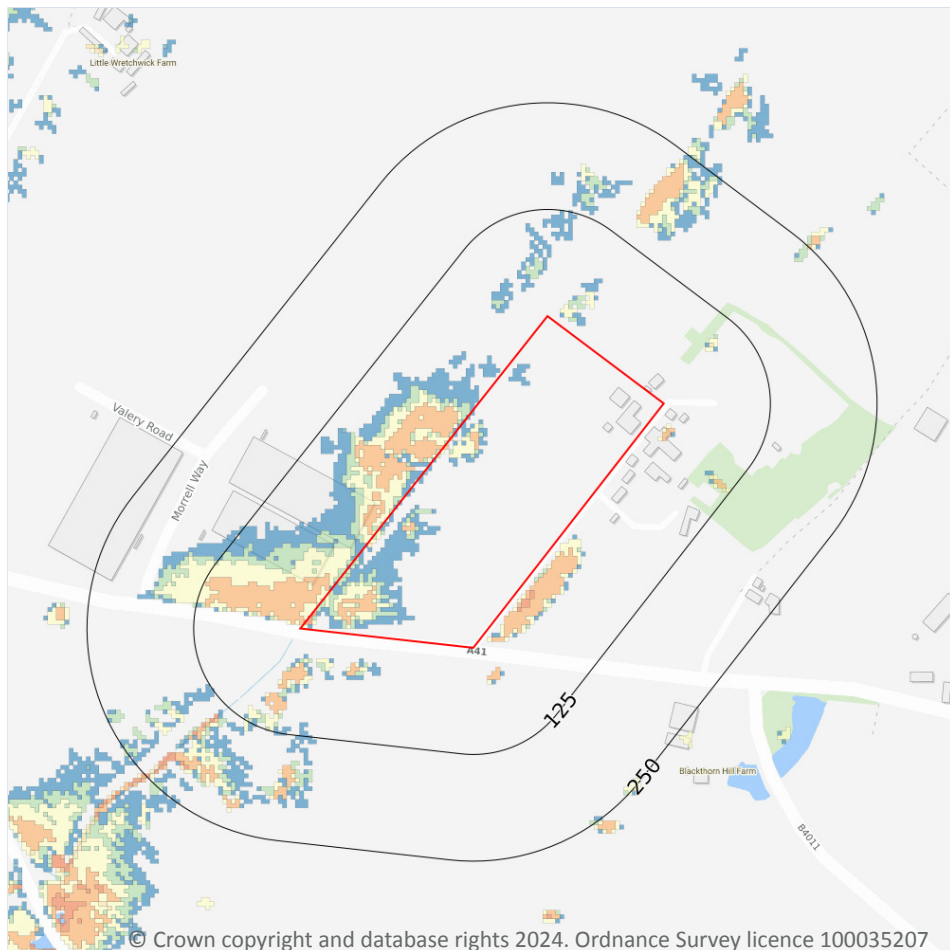 Little Wretchwick Farm
Valery Road
Morrell Way
A41
125
250
Blackthorn Hill Farm
B4011
© Crown copyright and database rights 2024. Ordnance Survey licence 100035207